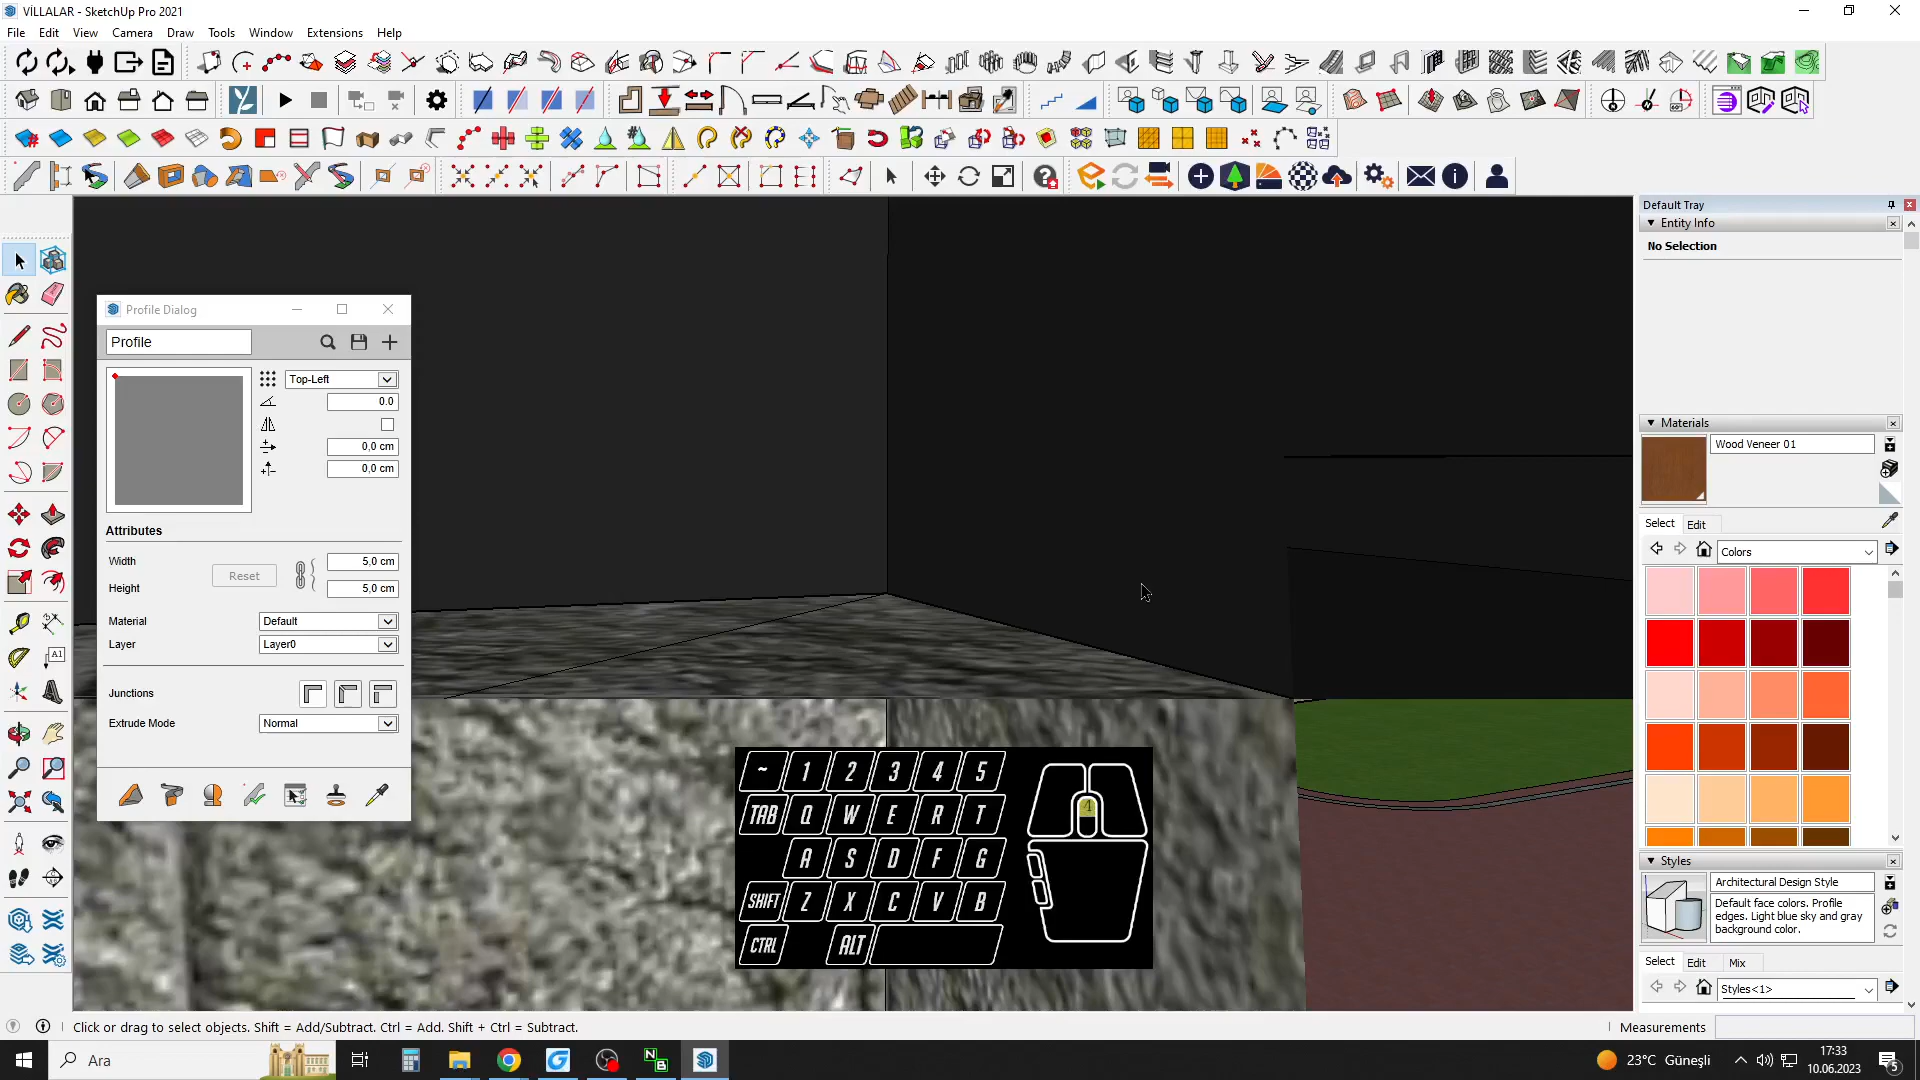 VİLLALAR - SketchUp Pro 2021
File Edit View Camera Draw Tools Window Extensions Help
Default Tray
Entity Info
No Selection
Profile Dialog
Profile
Top-Left
0.0
0,0 cm
0,0 cm
Attributes
Width 5,0 cm
Reset
Height 5,0 cm
Material Default
Layer Layer0
Junctions
Extrude Mode Normal
Materials
Wood Veneer 01
Select Edit
Colors
~ 1 2 3 4 5
TAB Q W E R T
A S D F G
SHIFT Z X C V B
CTRL ALT
4
A1
Styles
Architectural Design Style
Default face colors. Profile
edges. Light blue sky and gray
background color.
Select Edit Mix
Styles<1>
Click or drag to select objects. Shift = Add/Subtract. Ctrl = Add. Shift + Ctrl = Subtract.
Measurements
Ara
23°C Güneşli
17:33
10.06.2023
5